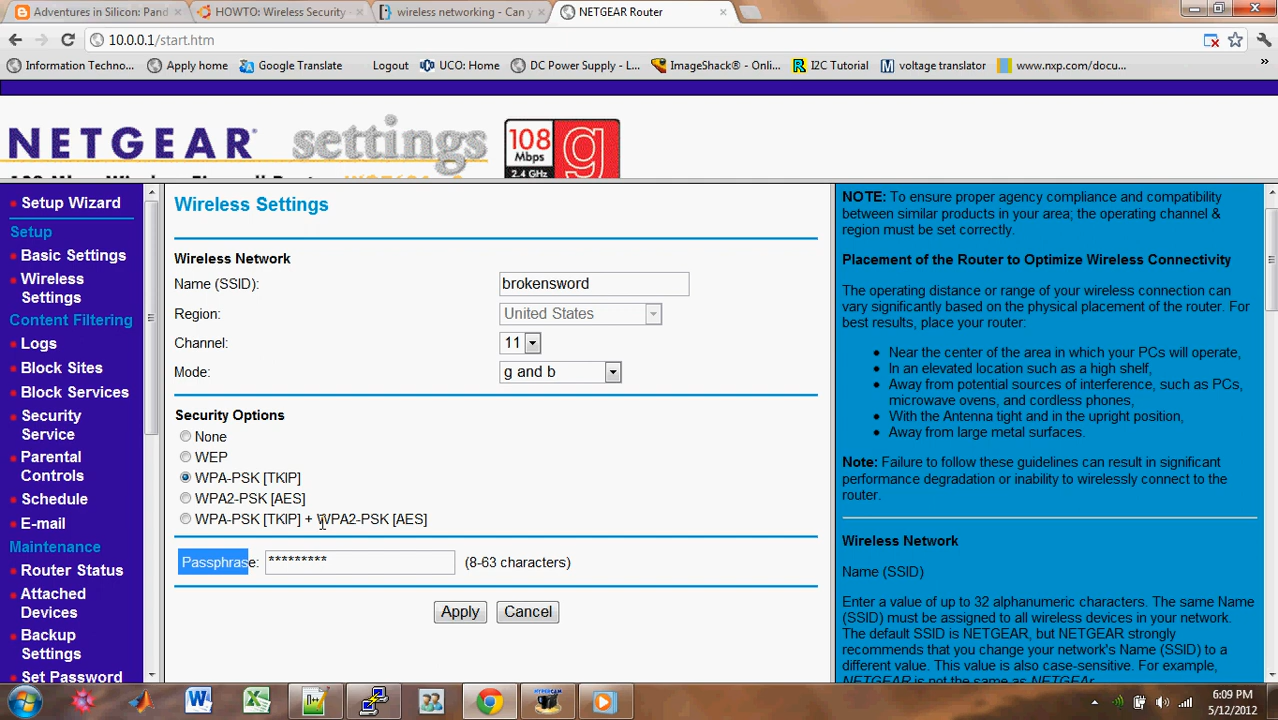 Adventures in Silicon: Pand
HOWTO: Wireless Security -
wireless networking - Can y
NETGEAR Router
10.0.0.1/start.htm
Information Techno...
Apply home
Google Translate
Logout
UCO: Home
DC Power Supply - L...
ImageShack® - Onli...
I2C Tutorial
voltage translator
www.nxp.com/docu...
NETGEAR® settings
108 Mbps 2.4 GHz g
Setup Wizard
Setup
Basic Settings
Wireless
Settings
Content Filtering
Logs
Block Sites
Block Services
Security
Service
Parental
Controls
Schedule
E-mail
Maintenance
Router Status
Attached
Devices
Backup
Settings
Set Password
Wireless Settings
Wireless Network
Name (SSID): brokensword
Region: United States
Channel: 11
Mode: g and b
Security Options
None
WEP
WPA-PSK [TKIP]
WPA2-PSK [AES]
WPA-PSK [TKIP] + WPA2-PSK [AES]
Passphrase: ********* (8-63 characters)
Apply Cancel
NOTE: To ensure proper agency compliance and compatibility
between similar products in your area; the operating channel &
region must be set correctly.
Placement of the Router to Optimize Wireless Connectivity
The operating distance or range of your wireless connection can
vary significantly based on the physical placement of the router. For
best results, place your router:
Near the center of the area in which your PCs will operate,
In an elevated location such as a high shelf,
Away from potential sources of interference, such as PCs,
microwave ovens, and cordless phones,
With the Antenna tight and in the upright position,
Away from large metal surfaces.
Note: Failure to follow these guidelines can result in significant
performance degradation or inability to wirelessly connect to the
router.
Wireless Network
Name (SSID)
Enter a value of up to 32 alphanumeric characters. The same Name
(SSID) must be assigned to all wireless devices in your network.
The default SSID is NETGEAR, but NETGEAR strongly
recommends that you change your network's Name (SSID) to a
different value. This value is also case-sensitive. For example,
NETGEAR is not the same as NETGEAr.
6:09 PM
5/12/2012